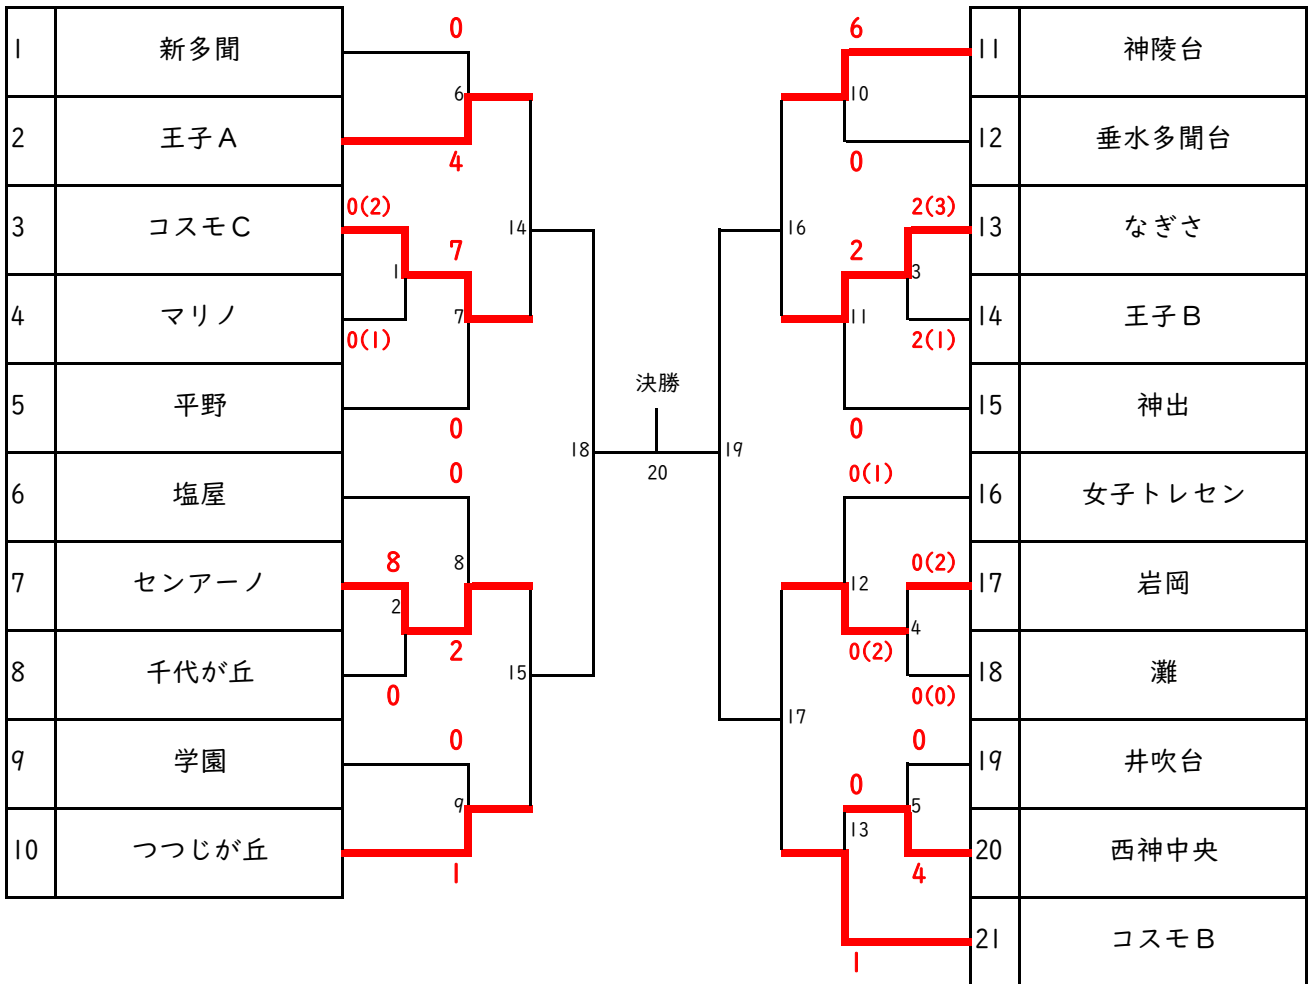 1 新多聞
2 王子A
3 コスモC
4 マリノ
5 平野
6 塩屋
7 センアーノ
8 千代が丘
9 学園
10 つつじが丘
0
6
4
0(2)
7
1
7
0(1)
0
14
0
8
8
2
2
0
15
0
9
1
18
決勝
20
19
6
10
0
16
2(3)
2
3
11
2(1)
0
0(1)
0(2)
12
4
0(2)
0(0)
17
0
0
5
13
4
1
11 神陵台
12 垂水多聞台
13 なぎさ
14 王子B
15 神出
16 女子トレセン
17 岩岡
18 灘
19 井吹台
20 西神中央
21 コスモB